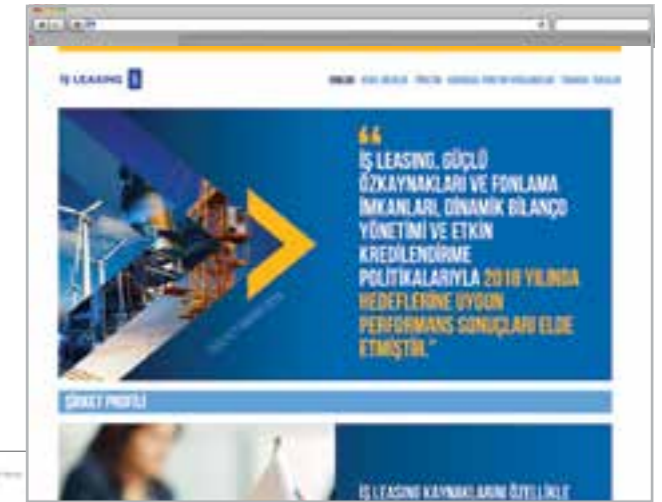 İŞ LEASING
“
İŞ LEASING, GÜÇLÜ
ÖZKAYNAKLARI VE FONLAMA
İMKANLARI, DİNAMİK BİLANÇO
YÖNETİMİ VE ETKİN
KREDİLENDİRME
POLİTİKALARIYLA 2018 YILINDA
HEDEFLERİNE UYGUN
PERFORMANS SONUÇLARI ELDE
ETMİŞTİR.”
ŞİRKET PROFİLİ
İŞ LEASING KAYNAKLARINI ÖZELLİKLE